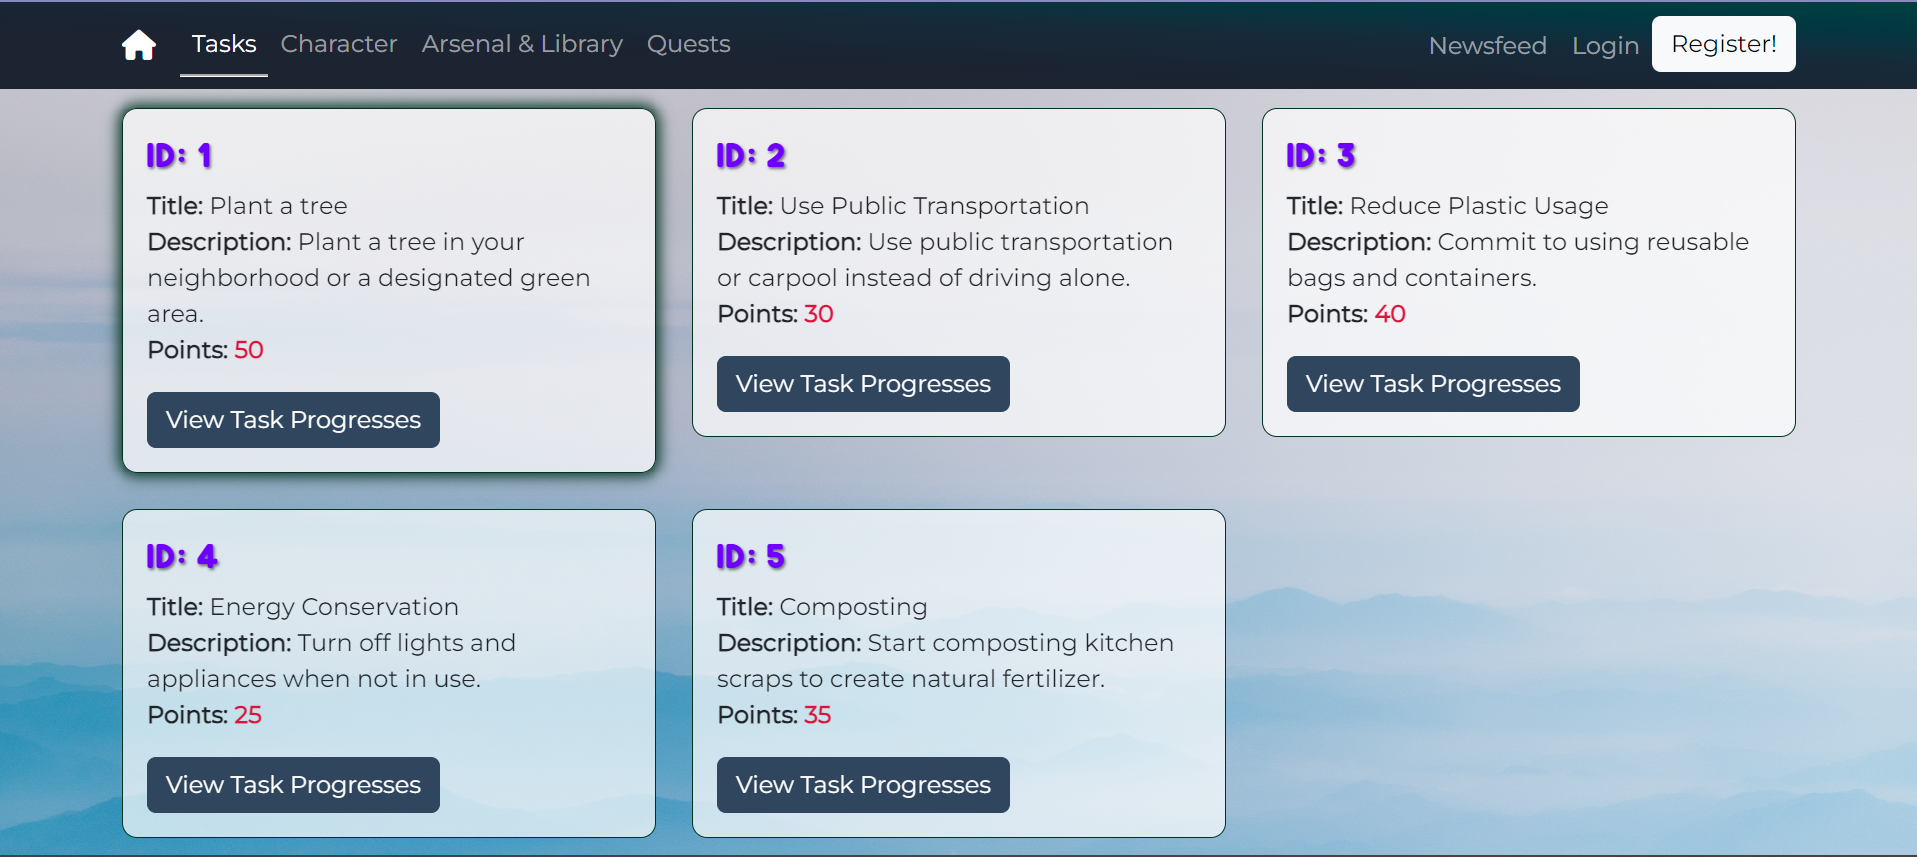 Tasks Character Arsenal & Library Quests Newsfeed Login Register!
ID: 1
Title: Plant a tree
Description: Plant a tree in your
neighborhood or a designated green
area.
Points: 50
View Task Progresses
ID: 2
Title: Use Public Transportation
Description: Use public transportation
or carpool instead of driving alone.
Points: 30
View Task Progresses
ID: 3
Title: Reduce Plastic Usage
Description: Commit to using reusable
bags and containers.
Points: 40
View Task Progresses
ID: 4
Title: Energy Conservation
Description: Turn off lights and
appliances when not in use.
Points: 25
View Task Progresses
ID: 5
Title: Composting
Description: Start composting kitchen
scraps to create natural fertilizer.
Points: 35
View Task Progresses